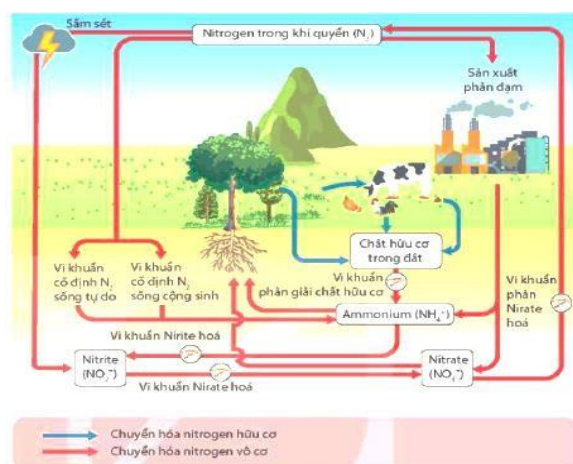 Sấm sét
Nitrogen trong khí quyển (N₂)
Sản xuất
phân đạm
Chất hữu cơ
trong đất
Vi khuẩn
cố định N₂
sống tự do
Vi khuẩn
cố định N₂
sống cộng sinh
Vi khuẩn
phân giải chất hữu cơ
Vi khuẩn
phản
Nirate
hoá
Ammonium (NH₄⁺)
Vi khuẩn Nirite hoá
Nitrite
(NO₂⁻)
Vi khuẩn Nirate hoá
Nitrate
(NO₃⁻)
Chuyển hóa nitrogen hữu cơ
Chuyển hóa nitrogen vô cơ